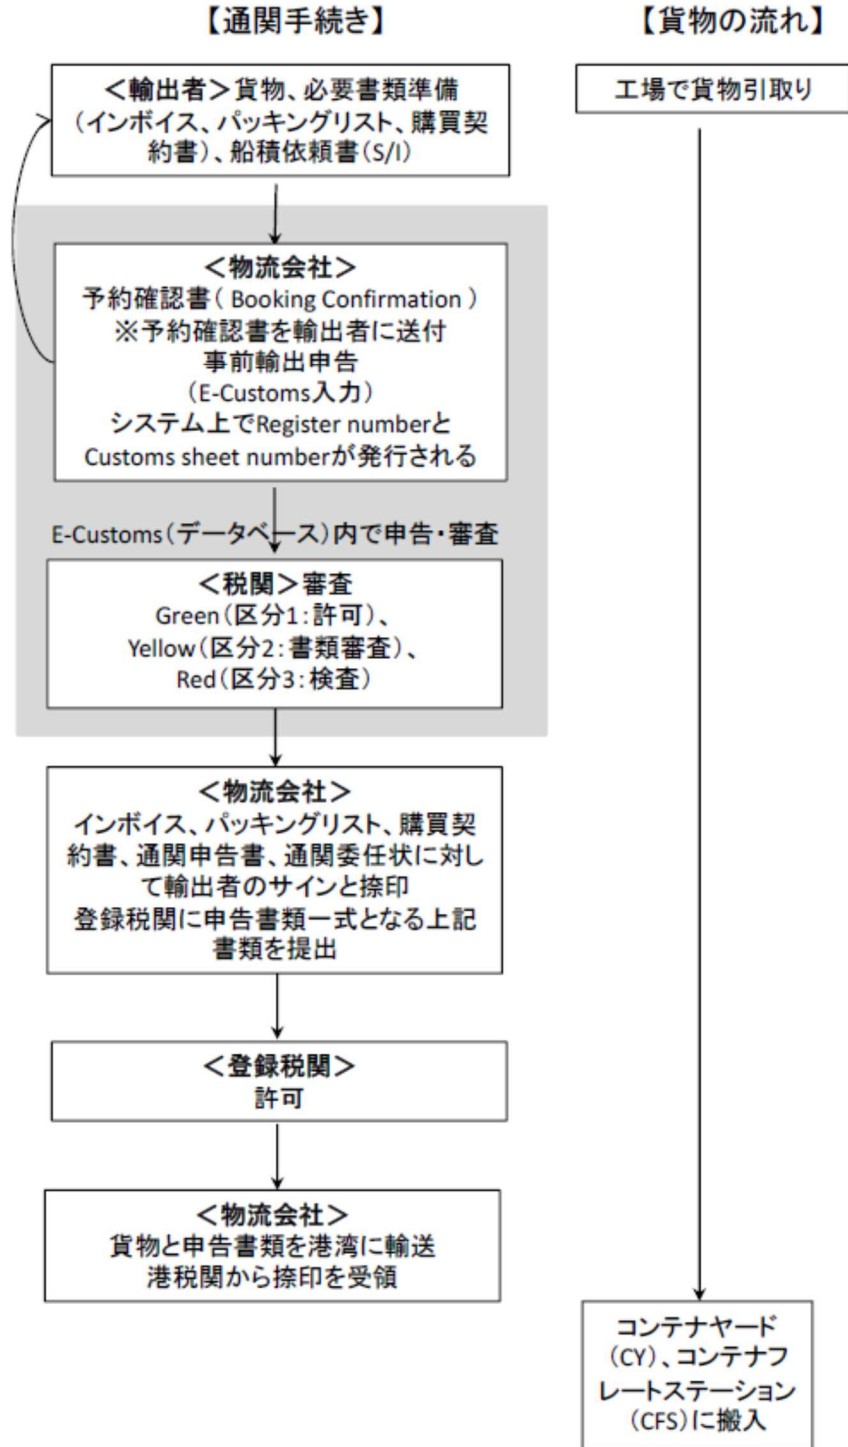 【通関手続き】
【貨物の流れ】
＜輸出者＞貨物、必要書類準備
（インボイス、パッキングリスト、購買契
約書）、船積依頼書（S/I）
工場で貨物引取り
＜物流会社＞
予約確認書（ Booking Confirmation ）
※予約確認書を輸出者に送付
事前輸出申告
（E-Customs入力）
システム上でRegister numberと
Customs sheet numberが発行される
E-Customs（データベース）内で申告・審査
＜税関＞審査
Green（区分1：許可）、
Yellow（区分2：書類審査）、
Red（区分3：検査）
＜物流会社＞
インボイス、パッキングリスト、購買契
約書、通関申告書、通関委任状に対し
て輸出者のサインと捺印
登録税関に申告書類一式となる上記
書類を提出
＜登録税関＞
許可
＜物流会社＞
貨物と申告書類を港湾に輸送
港税関から捺印を受領
コンテナヤード
（CY）、コンテナフ
レートステーション
（CFS）に搬入